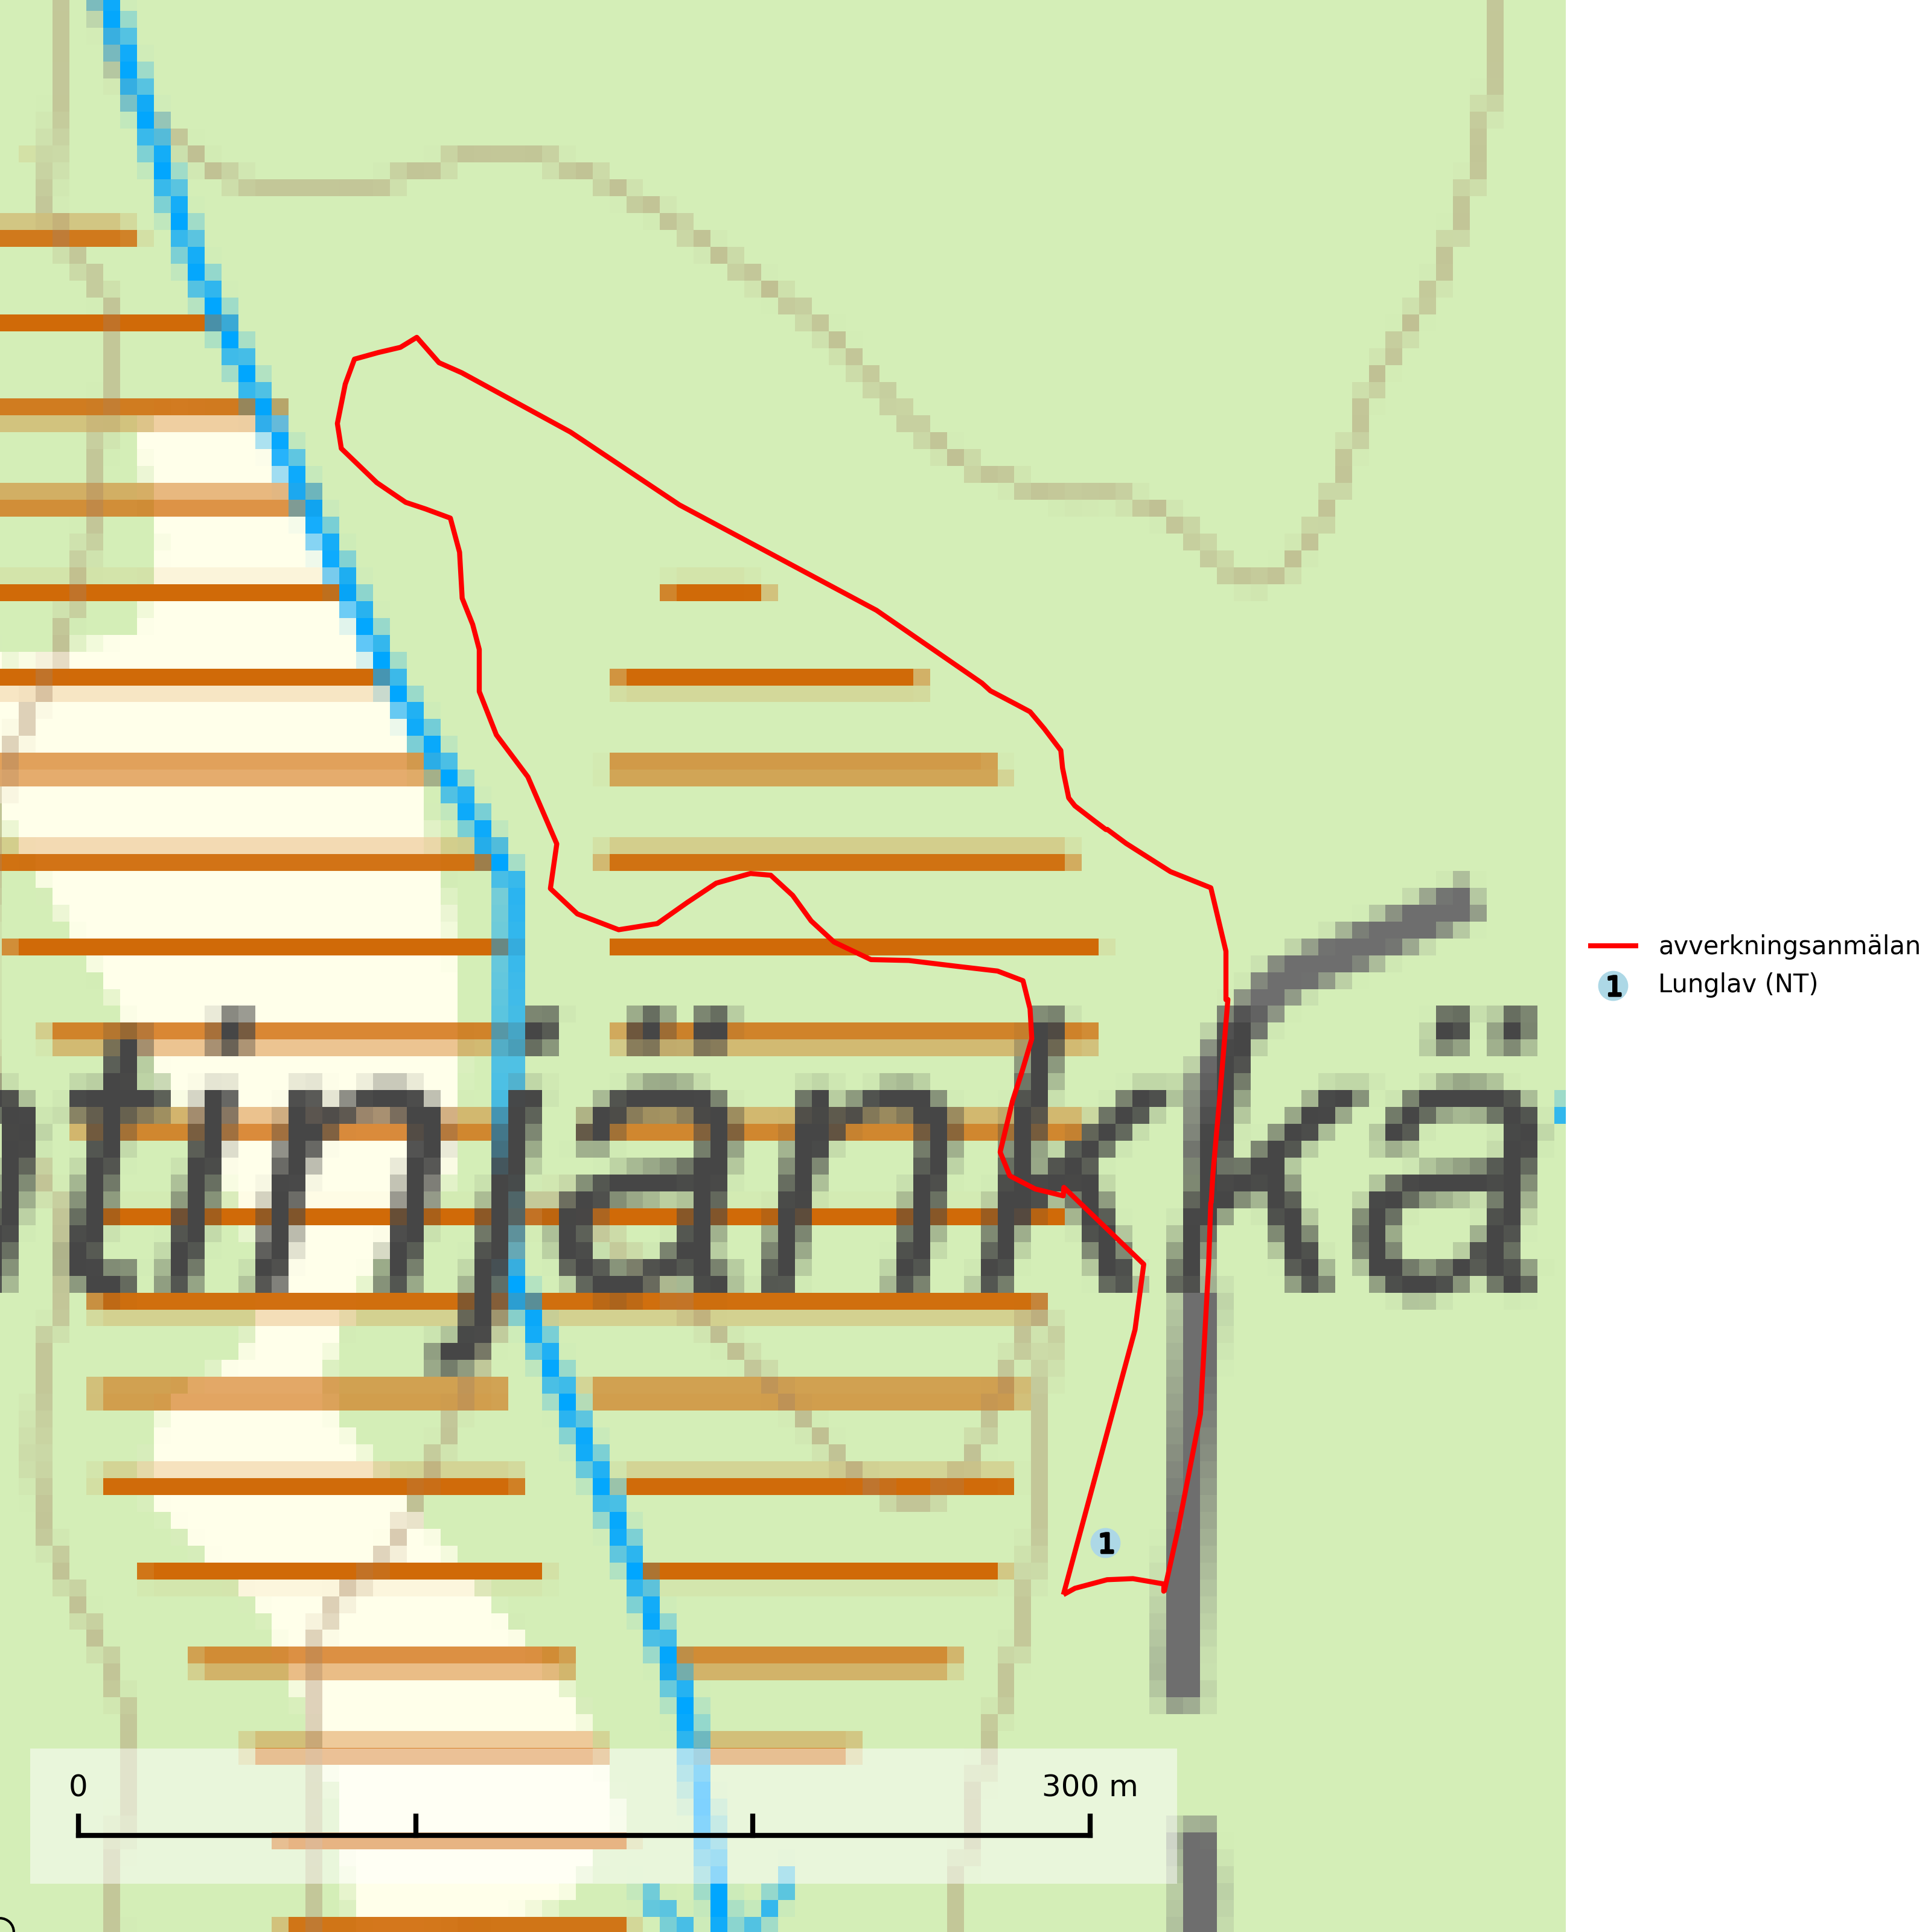 avverkningsanmälan
1 Lunglav (NT)
tinjänkkä
1
0 300 m